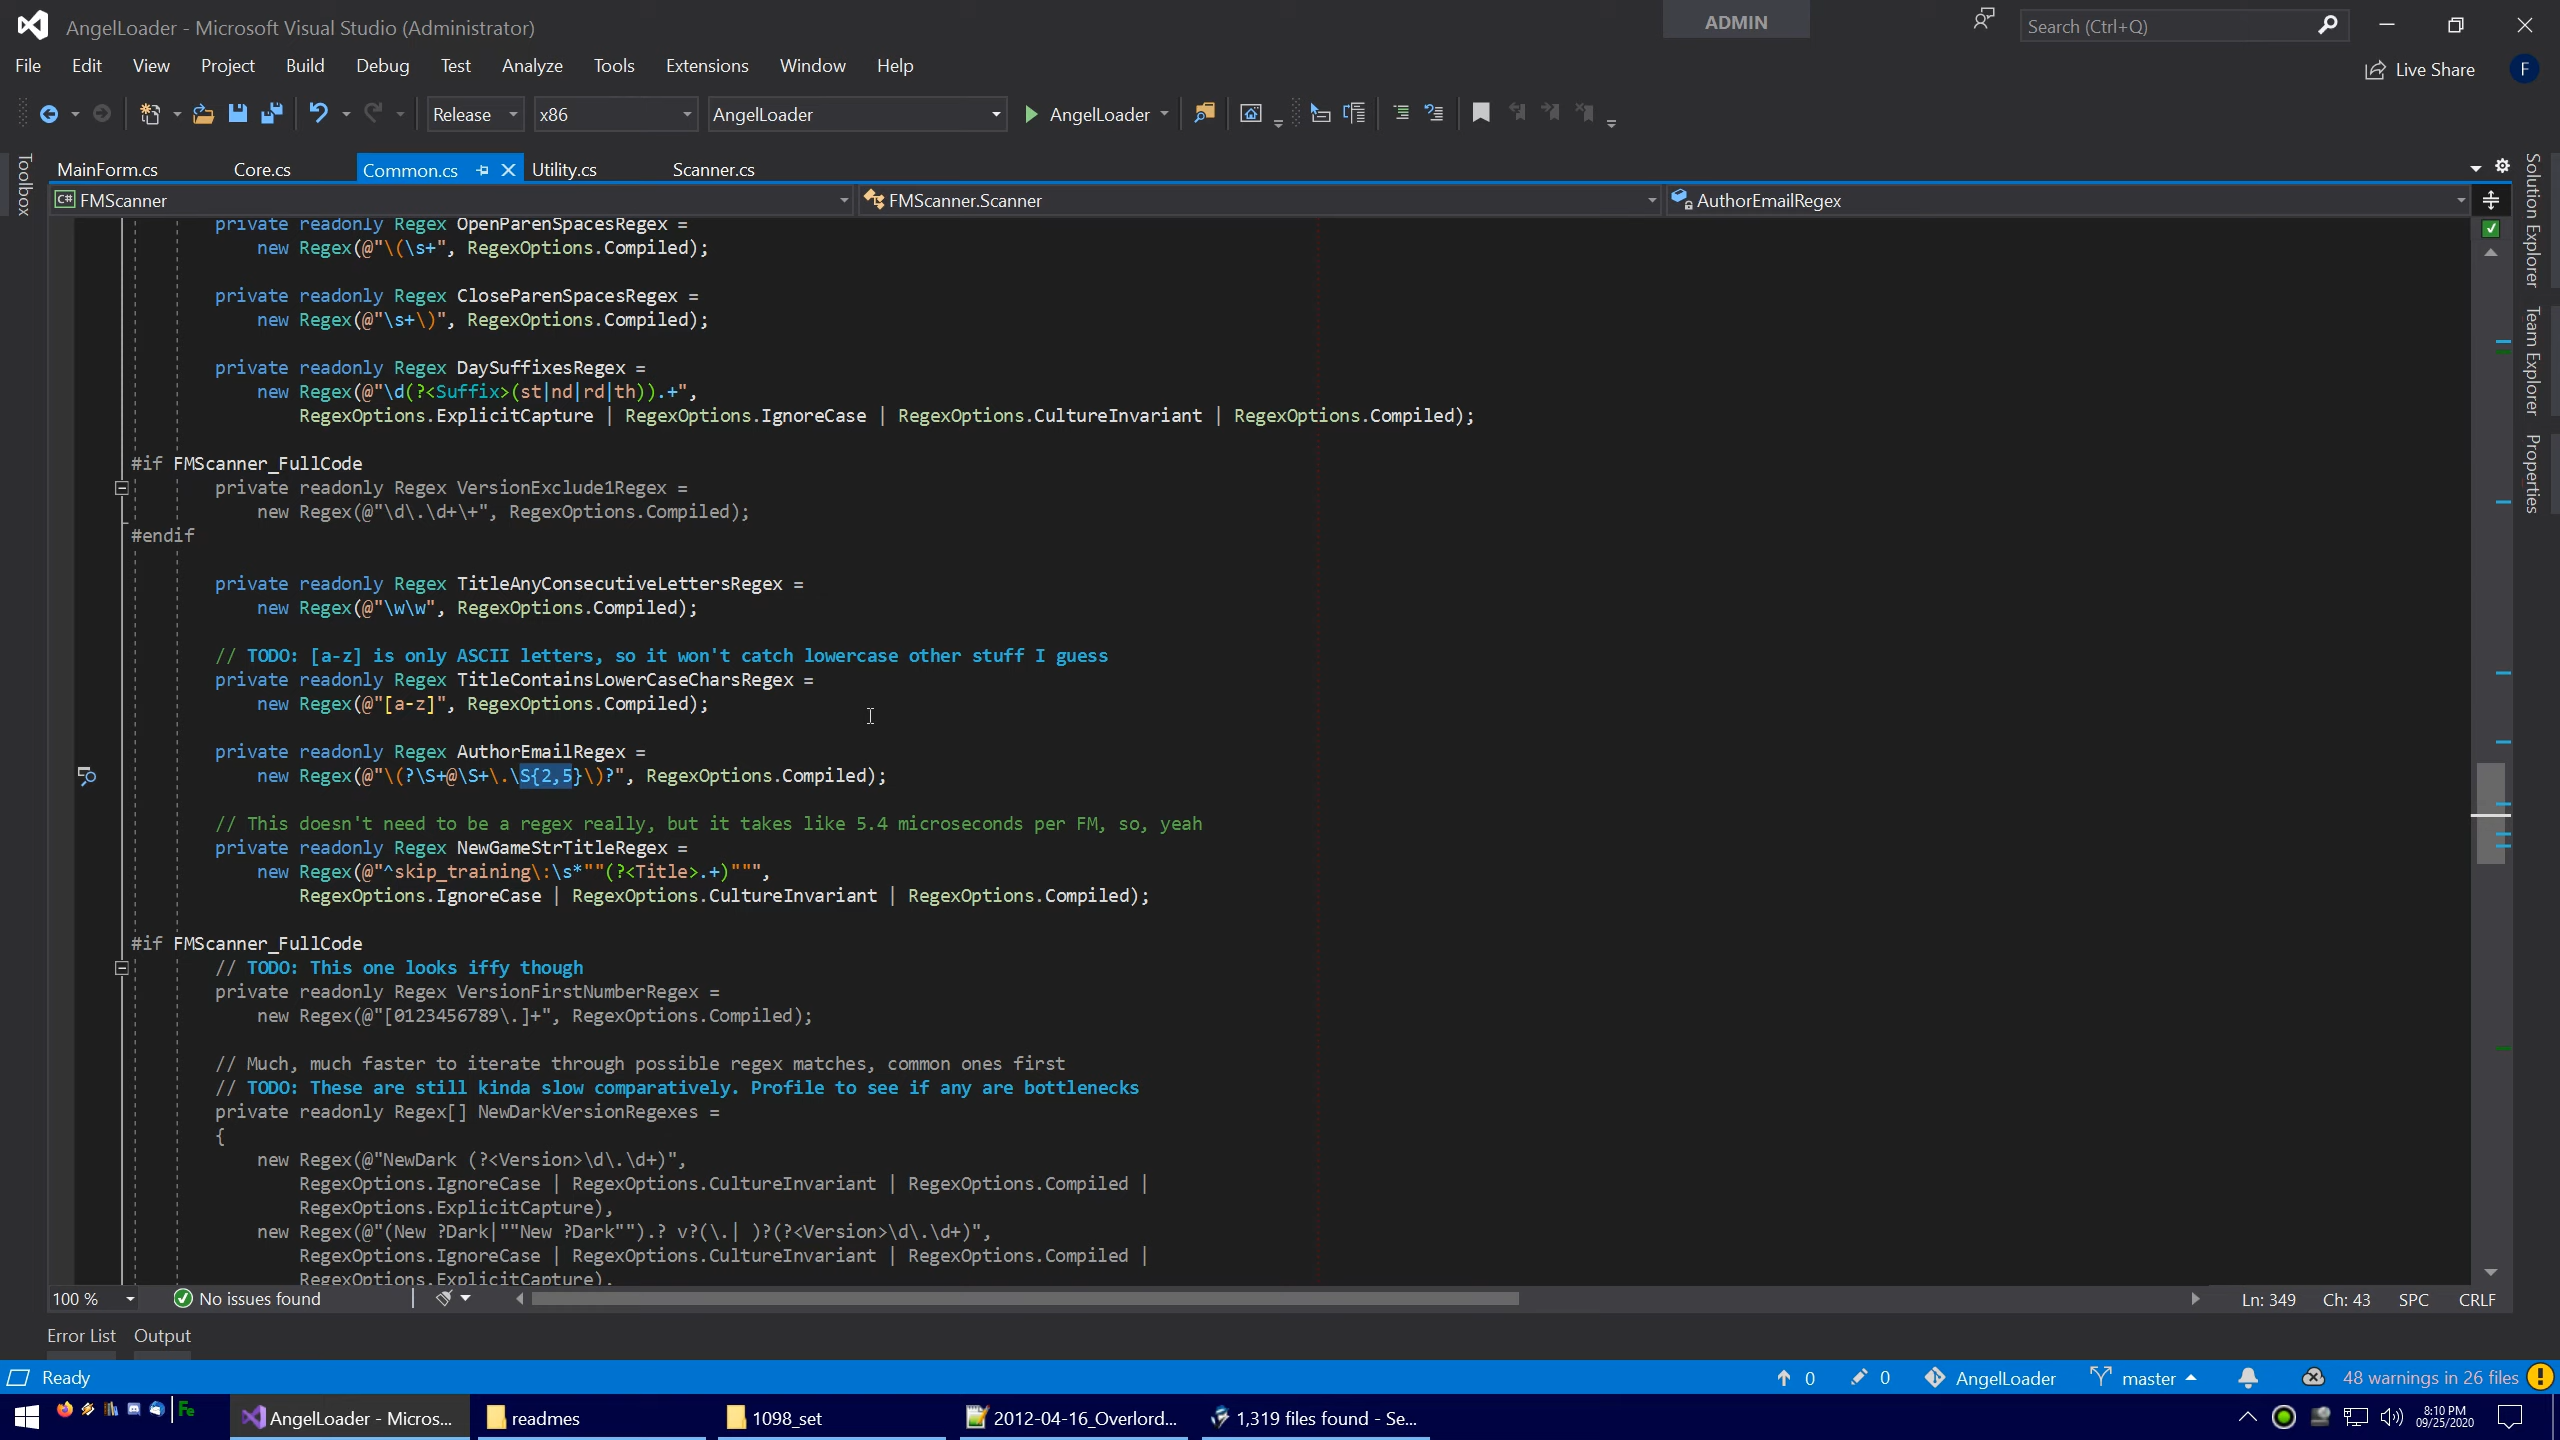 AngelLoader - Microsoft Visual Studio (Administrator)
ADMIN
Search (Ctrl+Q)
File Edit View Project Build Debug Test Analyze Tools Extensions Window Help
Live Share
F
Release
x86
AngelLoader
AngelLoader
Toolbox
MainForm.cs
Core.cs
Common.cs
Utility.cs
Scanner.cs
C# FMScanner
FMScanner.Scanner
AuthorEmailRegex
Solution Explorer
Team Explorer
Properties
private readonly Regex OpenParenSpacesRegex =
new Regex(@"\(\s+", RegexOptions.Compiled);
private readonly Regex CloseParenSpacesRegex =
new Regex(@"\s+\)", RegexOptions.Compiled);
private readonly Regex DaySuffixesRegex =
new Regex(@"\d(?<Suffix>(st|nd|rd|th)).+",
RegexOptions.ExplicitCapture | RegexOptions.IgnoreCase | RegexOptions.CultureInvariant | RegexOptions.Compiled);
#if FMScanner_FullCode
private readonly Regex VersionExclude1Regex =
new Regex(@"\d\.\d+\+", RegexOptions.Compiled);
#endif
private readonly Regex TitleAnyConsecutiveLettersRegex =
new Regex(@"\w\w", RegexOptions.Compiled);
// TODO: [a-z] is only ASCII letters, so it won't catch lowercase other stuff I guess
private readonly Regex TitleContainsLowerCaseCharsRegex =
new Regex(@"[a-z]", RegexOptions.Compiled);
private readonly Regex AuthorEmailRegex =
new Regex(@"\(?\S+@\S+\.\S{2,5}\)?", RegexOptions.Compiled);
// This doesn't need to be a regex really, but it takes like 5.4 microseconds per FM, so, yeah
private readonly Regex NewGameStrTitleRegex =
new Regex(@"^skip_training\:\s*""(?<Title>.+)""",
RegexOptions.IgnoreCase | RegexOptions.CultureInvariant | RegexOptions.Compiled);
#if FMScanner_FullCode
// TODO: This one looks iffy though
private readonly Regex VersionFirstNumberRegex =
new Regex(@"[0123456789\.]+", RegexOptions.Compiled);
// Much, much faster to iterate through possible regex matches, common ones first
// TODO: These are still kinda slow comparatively. Profile to see if any are bottlenecks
private readonly Regex[] NewDarkVersionRegexes =
{
new Regex(@"NewDark (?<Version>\d\.\d+)",
RegexOptions.IgnoreCase | RegexOptions.CultureInvariant | RegexOptions.Compiled |
RegexOptions.ExplicitCapture),
new Regex(@"(New ?Dark|""New ?Dark"").? v?(\.| )?(?<Version>\d\.\d+)",
RegexOptions.IgnoreCase | RegexOptions.CultureInvariant | RegexOptions.Compiled |
RegexOptions.ExplicitCapture),
100 %
No issues found
Ln: 349 Ch: 43 SPC CRLF
Error List Output
Ready
0
0
AngelLoader
master
48 warnings in 26 files
Fe
AngelLoader - Micros...
readmes
1098_set
2012-04-16_Overlord...
1,319 files found - Se...
8:10 PM
09/25/2020